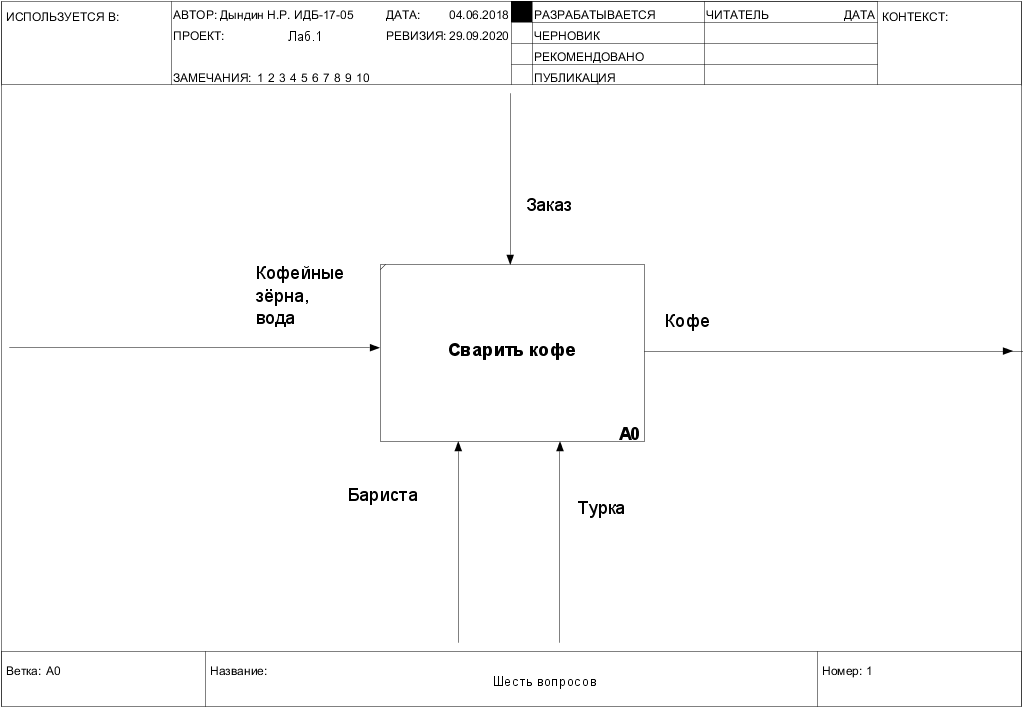 ИСПОЛЬЗУЕТСЯ В:
АВТОР: Дындин Н.Р. ИДБ-17-05
ДАТА: 04.06.2018
РАЗРАБАТЫВАЕТСЯ
ЧИТАТЕЛЬ
ДАТА
КОНТЕКСТ:
ПРОЕКТ: Лаб.1
РЕВИЗИЯ: 29.09.2020
ЧЕРНОВИК
РЕКОМЕНДОВАНО
ЗАМЕЧАНИЯ: 1 2 3 4 5 6 7 8 9 10
ПУБЛИКАЦИЯ
Заказ
Кофейные
зёрна,
вода
Кофе
Сварить кофе
А0
Бариста
Турка
Ветка: А0
Название:
Шесть вопросов
Номер: 1